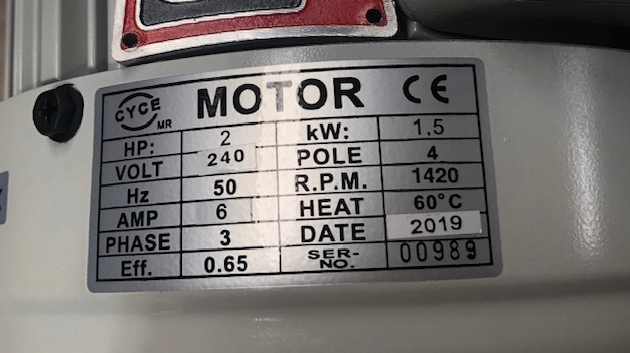 CYCE
MR
MOTOR CE
HP: 2 kW: 1,5
VOLT 240 POLE 4
Hz 50 R.P.M. 1420
AMP 6 HEAT 60°C
PHASE 3 DATE 2019
Eff. 0.65 SER-NO. 00989